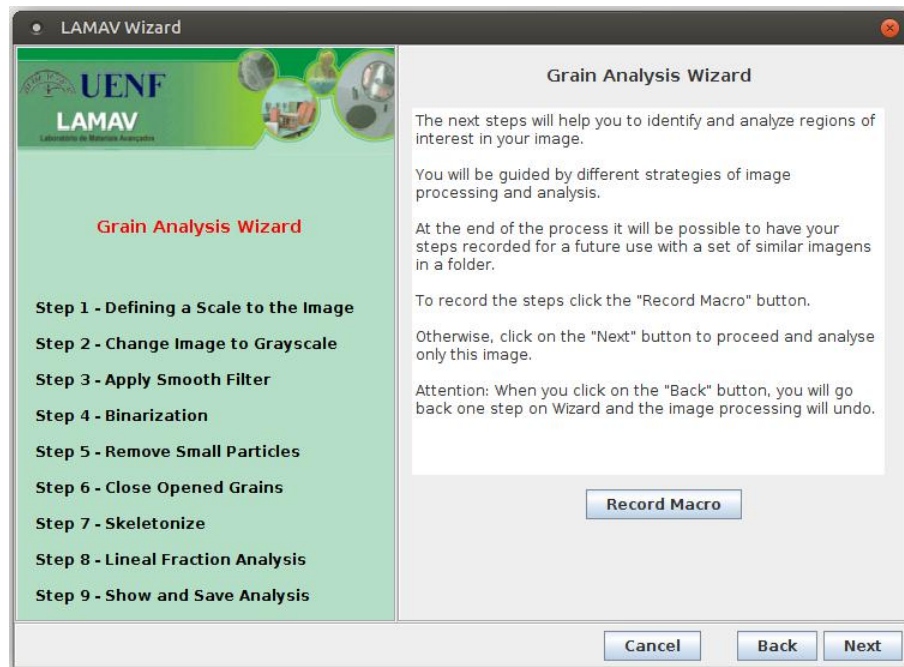 LAMAV Wizard
UENF
LAMAV
Laboratório de Materiais Avançados
Grain Analysis Wizard
Step 1 - Defining a Scale to the Image
Step 2 - Change Image to Grayscale
Step 3 - Apply Smooth Filter
Step 4 - Binarization
Step 5 - Remove Small Particles
Step 6 - Close Opened Grains
Step 7 - Skeletonize
Step 8 - Lineal Fraction Analysis
Step 9 - Show and Save Analysis
Grain Analysis Wizard
The next steps will help you to identify and analyze regions of
interest in your image.
You will be guided by different strategies of image
processing and analysis.
At the end of the process it will be possible to have your
steps recorded for a future use with a set of similar imagens
in a folder.
To record the steps click the "Record Macro" button.
Otherwise, click on the "Next" button to proceed and analyse
only this image.
Attention: When you click on the "Back" button, you will go
back one step on Wizard and the image processing will undo.
Record Macro
Cancel
Back
Next